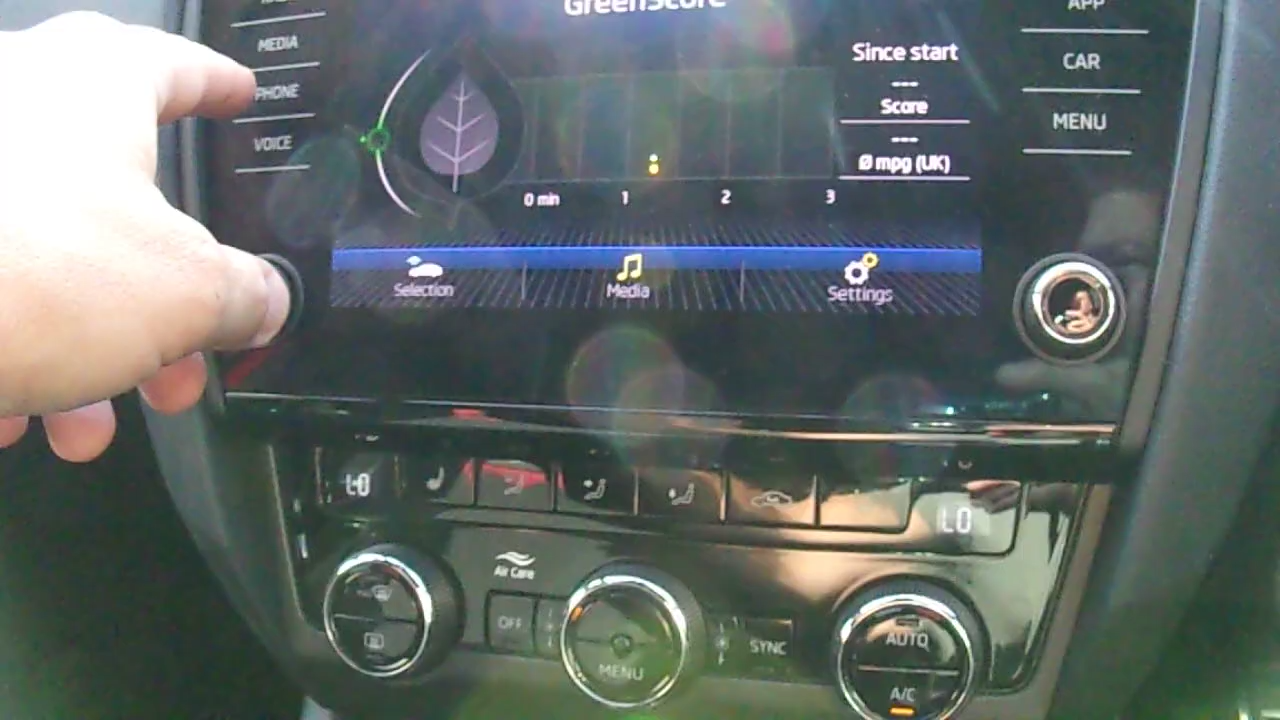 GreenScore
MEDIA
PHONE
VOICE
Since start
---
Score
---
Ø mpg (UK)
0 min 1 2 3
APP
CAR
MENU
Selection
Media
Settings
LO
LO
Air Care
OFF
MENU
SYNC
AUTO
A/C